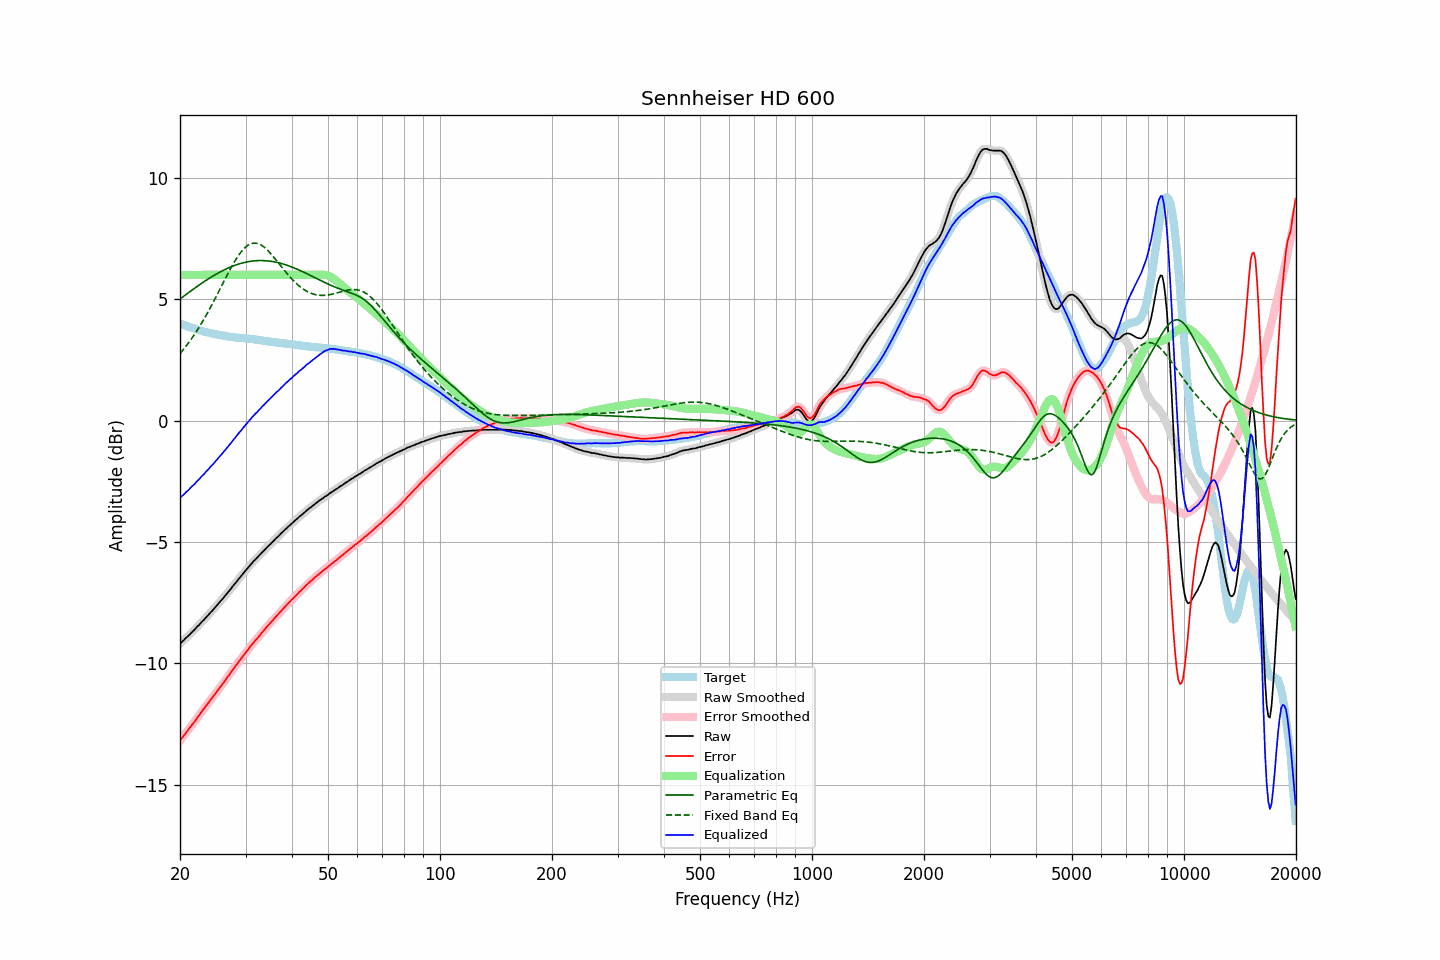 Sennheiser HD 600
10
5
0
−5
−10
−15
Amplitude (dBr)
Target
Raw Smoothed
Error Smoothed
Raw
Error
Equalization
Parametric Eq
Fixed Band Eq
Equalized
20 50 100 200 500 1000 2000 5000 10000 20000
Frequency (Hz)